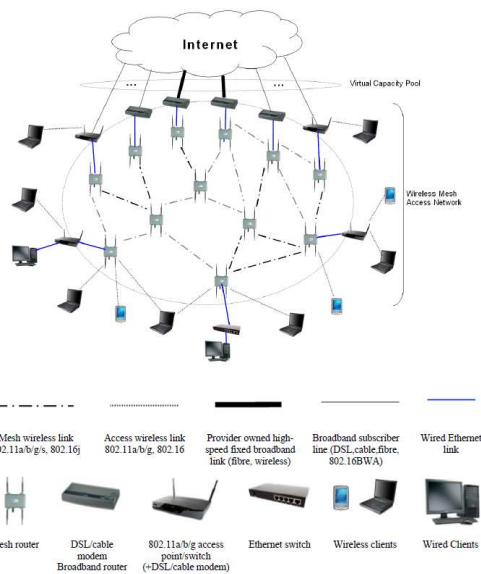 Internet
... ...
Virtual Capacity Pool
Wireless Mesh
Access Network
Mesh wireless link
02.11a/b/g/s, 802.16j
Access wireless link
802.11a/b/g, 802.16
Provider owned high-
speed fixed broadband
link (fibre, wireless)
Broadband subscriber
line (DSL,cable,fibre,
802.16BWA)
Wired Ethernet
link
esh router
DSL/cable
modem
Broadband router
802.11a/b/g access
point/switch
(+DSL/cable modem)
Ethernet switch
Wireless clients
Wired Clients